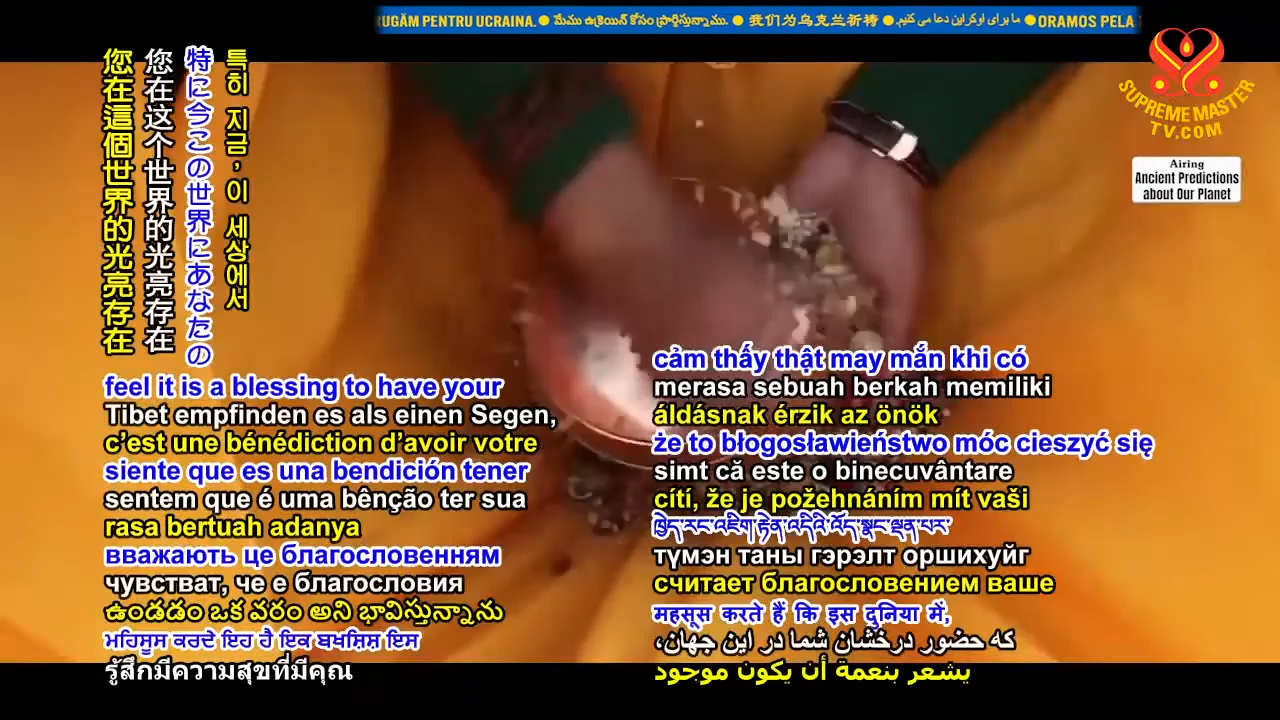 RUGĂM PENTRU UCRAINA. ● మేము ఉక్రెయిన్ కోసం ప్రార్థిస్తున్నాము. ● 我们为乌克兰祈祷 ● ما برای اوکراین دعا می کنیم. ● ORAMOS PELA
SUPREME MASTER
TV.COM
Airing
Ancient Predictions
about Our Planet
您在這個世界的光亮存在
您在这个世界的光亮存在
特に今この世界にあなたの
특히 지금, 이 세상에서
feel it is a blessing to have your
Tibet empfinden es als einen Segen,
c'est une bénédiction d'avoir votre
siente que es una bendición tener
sentem que é uma bênção ter sua
rasa bertuah adanya
вважають це благословенням
чувстват, че е благословия
ఉండడం ఒక వరం అని భావిస్తున్నాను
ਮਹਿਸੂਸ ਕਰਦੇ ਇਹ ਹੈ ਇਕ ਬਖਸ਼ਿਸ਼ ਇਸ
รู้สึกมีความสุขที่มีคุณ
cảm thấy thật may mắn khi có
merasa sebuah berkah memiliki
áldásnak érzik az önök
że to błogosławieństwo móc cieszyć się
simt că este o binecuvântare
cítí, že je požehnáním mít vaši
ཁྱེད་རང་འཇིག་རྟེན་འདིའི་འོད་སྣང་ལྡན་པར་
түмэн таны гэрэлт оршихуйг
считает благословением ваше
महसूस करते हैं कि इस दुनिया में,
که حضور درخشان شما در این جهان،
يشعر بنعمة أن يكون موجود